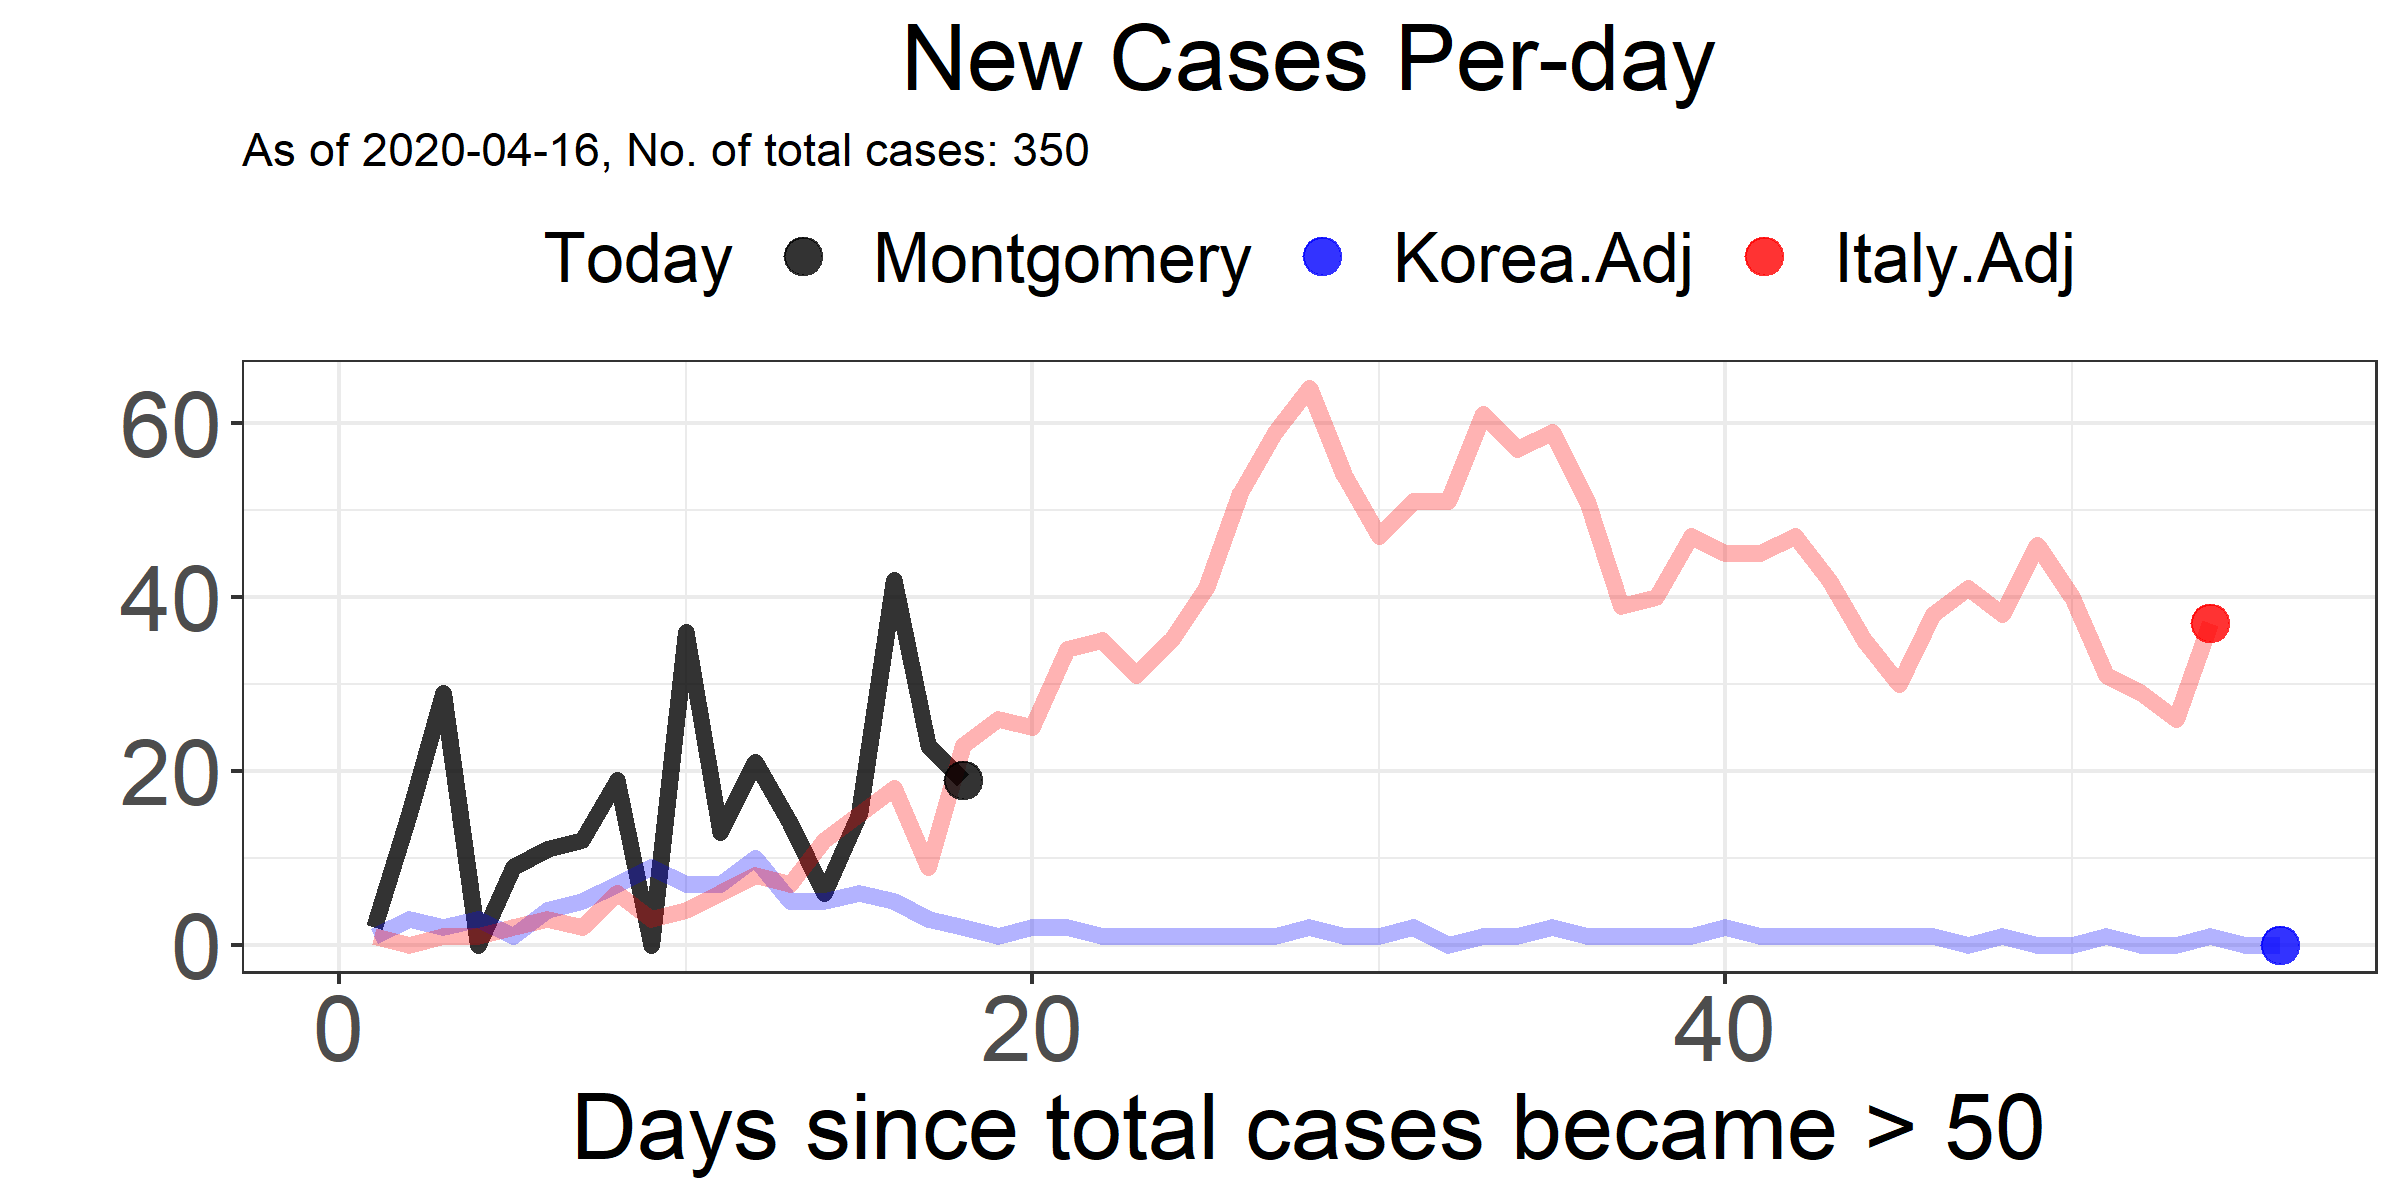 New Cases Per-day
As of 2020-04-16, No. of total cases: 350
Today Montgomery Korea.Adj Italy.Adj
60
40
20
0
0 20 40
Days since total cases became > 50